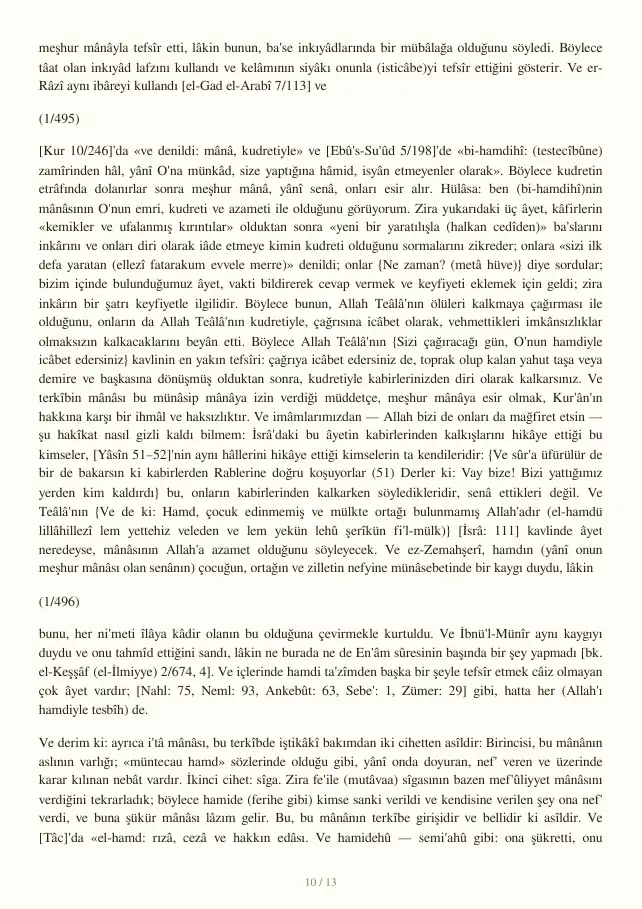 meşhur mânâyla tefsîr etti, lâkin bunun, ba'se inkıyâdlarında bir mübâlağa olduğunu söyledi. Böylece
tâat olan inkıyâd lafzını kullandı ve kelâmının siyâkı onunla (isticâbe)yi tefsîr ettiğini gösterir. Ve er-
Râzî aynı ibâreyi kullandı [el-Gad el-Arabî 7/113] ve
(1/495)
[Kur 10/246]'da «ve denildi: mânâ, kudretiyle» ve [Ebû's-Su'ûd 5/198]'de «bi-hamdihî: (testecîbûne)
zamîrinden hâl, yânî O'na münkâd, size yaptığına hâmid, isyân etmeyenler olarak». Böylece kudretin
etrâfında dolanırlar sonra meşhur mânâ, yânî senâ, onları esir alır. Hülâsa: ben (bi-hamdihî)nin
mânâsının O'nun emri, kudreti ve azameti ile olduğunu görüyorum. Zira yukarıdaki üç âyet, kâfirlerin
«kemikler ve ufalanmış kırıntılar» olduktan sonra «yeni bir yaratılışla (halkan cedîden)» ba'slarını
inkârını ve onları diri olarak iâde etmeye kimin kudreti olduğunu sormalarını zikreder; onlara «sizi ilk
defa yaratan (ellezî fatarakum evvele merre)» denildi; onlar {Ne zaman? (metâ hüve)} diye sordular;
bizim içinde bulunduğumuz âyet, vakti bildirerek cevap vermek ve keyfiyeti eklemek için geldi; zira
inkârın bir şatrı keyfiyetle ilgilidir. Böylece bunun, Allah Teâlâ'nın ölüleri kalkmaya çağırması ile
olduğunu, onların da Allah Teâlâ'nın kudretiyle, çağrısına icâbet olarak, vehmettikleri imkânsızlıklar
olmaksızın kalkacaklarını beyân etti. Böylece Allah Teâlâ'nın {Sizi çağıracağı gün, O'nun hamdiyle
icâbet edersiniz} kavlinin en yakın tefsîri: çağrıya icâbet edersiniz de, toprak olup kalan yahut taşa veya
demire ve başkasına dönüşmüş olduktan sonra, kudretiyle kabirlerinizden diri olarak kalkarsınız. Ve
terkîbin mânâsı bu münâsip mânâya izin verdiği müddetçe, meşhur mânâya esir olmak, Kur'ân'ın
hakkına karşı bir ihmâl ve haksızlıktır. Ve imâmlarımızdan — Allah bizi de onları da mağfiret etsin —
şu hakîkat nasıl gizli kaldı bilmem: İsrâ'daki bu âyetin kabirlerinden kalkışlarını hikâye ettiği bu
kimseler, [Yâsîn 51–52]'nin aynı hâllerini hikâye ettiği kimselerin ta kendileridir: {Ve sûr'a üfürülür de
bir de bakarsın ki kabirlerden Rablerine doğru koşuyorlar (51) Derler ki: Vay bize! Bizi yattığımız
yerden kim kaldırdı} bu, onların kabirlerinden kalkarken söyledikleridir, senâ ettikleri değil. Ve
Teâlâ'nın {Ve de ki: Hamd, çocuk edinmemiş ve mülkte ortağı bulunmamış Allah'adır (el-hamdü
lillâhillezî lem yettehiz veleden ve lem yekün lehû şerîkün fi'l-mülk)} [İsrâ: 111] kavlinde âyet
neredeyse, mânâsının Allah'a azamet olduğunu söyleyecek. Ve ez-Zemahşerî, hamdın (yânî onun
meşhur mânâsı olan senânın) çocuğun, ortağın ve zilletin nefyine münâsebetinde bir kaygı duydu, lâkin
(1/496)
bunu, her ni'meti îlâya kâdir olanın bu olduğuna çevirmekle kurtuldu. Ve İbnü'l-Münîr aynı kaygıyı
duydu ve onu tahmîd ettiğini sandı, lâkin ne burada ne de En'âm sûresinin başında bir şey yapmadı [bk.
el-Keşşâf (el-İlmiyye) 2/674, 4]. Ve içlerinde hamdi ta'zîmden başka bir şeyle tefsîr etmek câiz olmayan
çok âyet vardır; [Nahl: 75, Neml: 93, Ankebût: 63, Sebe': 1, Zümer: 29] gibi, hatta her (Allah'ı
hamdiyle tesbîh) de.
Ve derim ki: ayrıca i'tâ mânâsı, bu terkîbde iştikâkî bakımdan iki cihetten asîldir: Birincisi, bu mânânın
aslının varlığı; «müntecau hamd» sözlerinde olduğu gibi, yânî onda doyuran, nef' veren ve üzerinde
karar kılınan nebât vardır. İkinci cihet: sîga. Zira fe'ile (mutâvaa) sîgasının bazen mef'ûliyyet mânâsını
verdiğini tekrarladık; böylece hamide (ferihe gibi) kimse sanki verildi ve kendisine verilen şey ona nef'
verdi, ve buna şükür mânâsı lâzım gelir. Bu, bu mânânın terkîbe girişidir ve bellidir ki asîldir. Ve
[Tâc]'da «el-hamd: rızâ, cezâ ve hakkın edâsı. Ve hamidehû — semi'ahû gibi: ona şükretti, onu
10 / 13